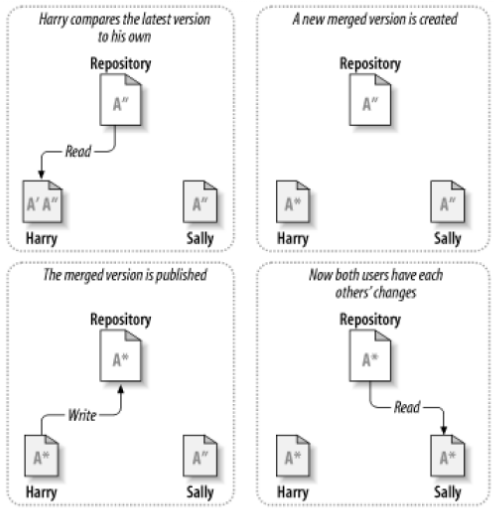 Harry compares the latest version
to his own
Repository
A"
Read
A' A"
A"
Harry
Sally
A new merged version is created
Repository
A"
A*
A"
Harry
Sally
The merged version is published
Repository
A*
Write
A*
A"
Harry
Sally
Now both users have each
others' changes
Repository
A*
Read
A*
A*
Harry
Sally